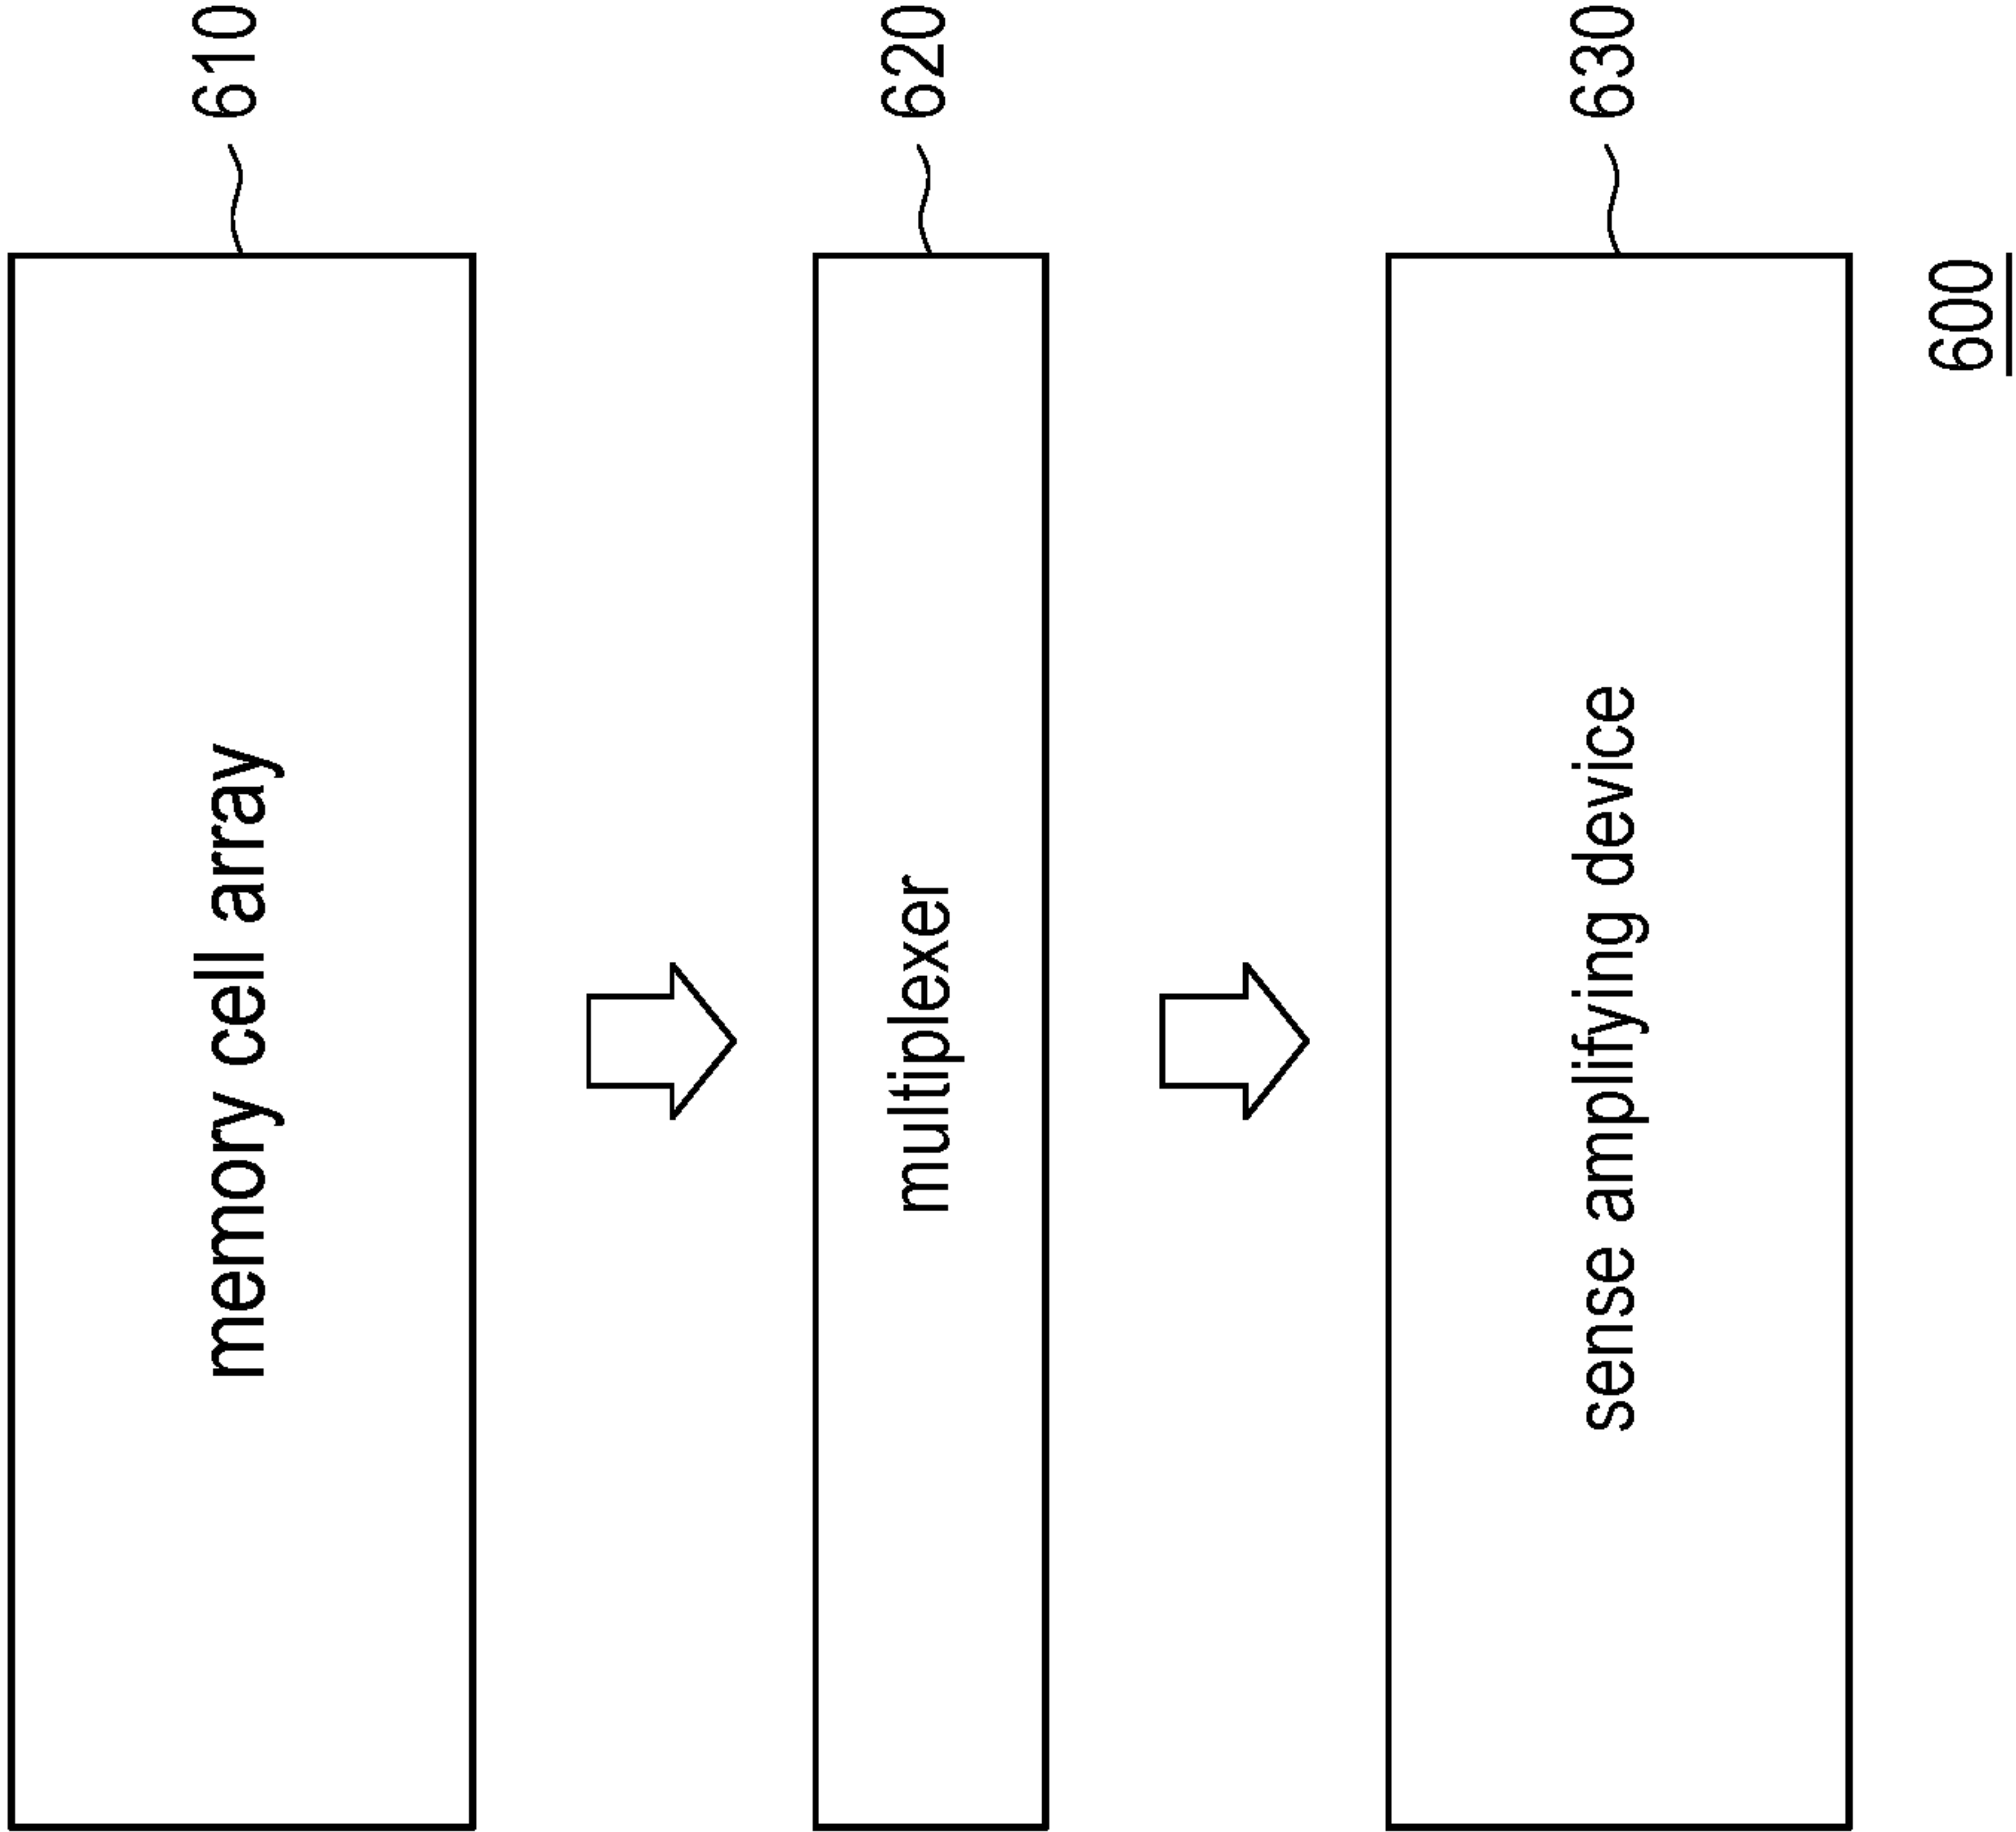 memory cell array
610
multiplexer
620
sense amplifying device
630
600